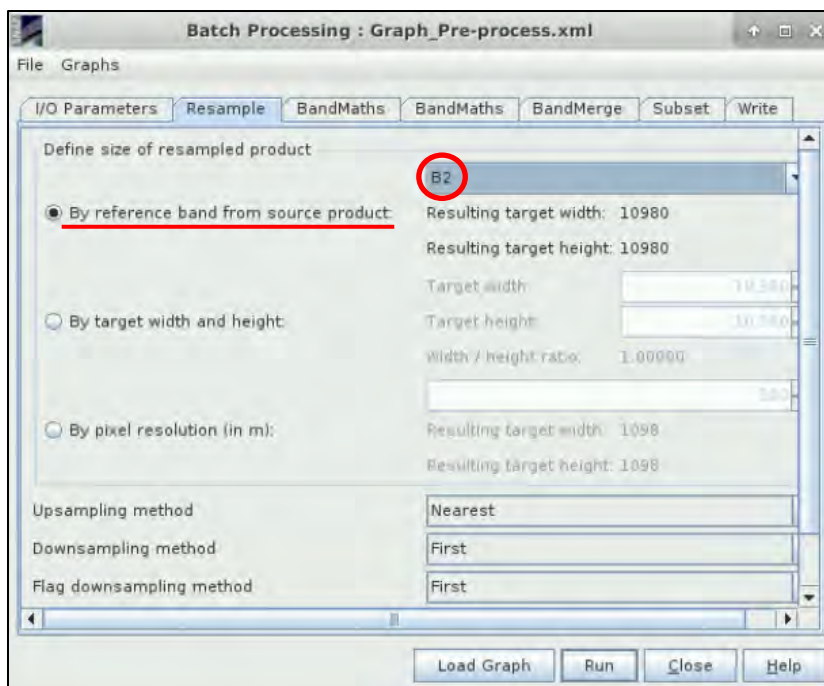 Batch Processing : Graph_Pre-process.xml
File Graphs
I/O Parameters Resample BandMaths BandMaths BandMerge Subset Write
Define size of resampled product
B2
By reference band from source product:
Resulting target width: 10980
Resulting target height: 10980
Target width:
By target width and height:
Target height:
Width / height ratio: 1.00000
By pixel resolution (in m):
Resulting target width: 1098
Resulting target height: 1098
Upsampling method Nearest
Downsampling method First
Flag downsampling method First
Load Graph Run Close Help